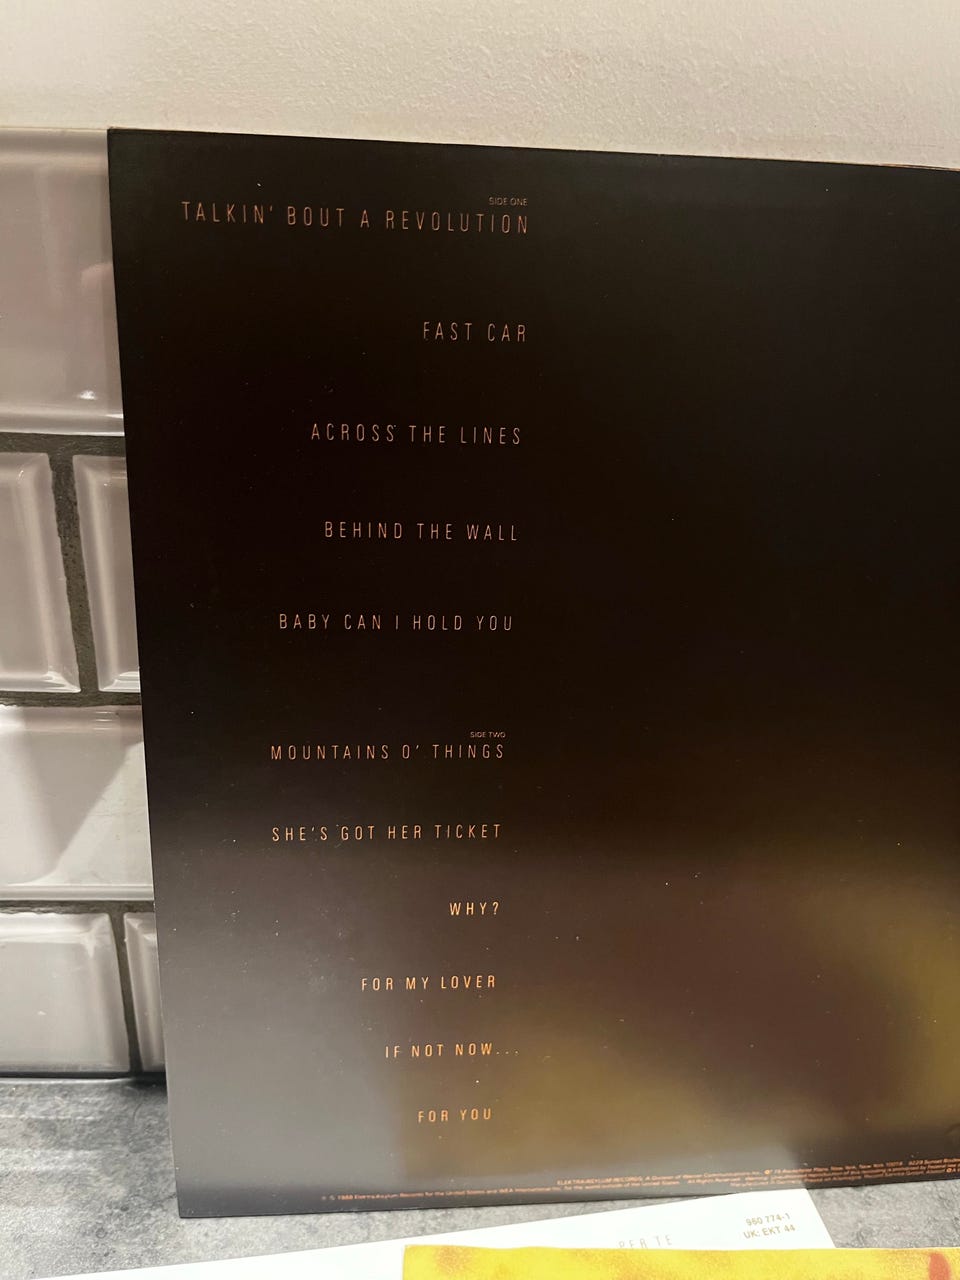 SIDE ONE
TALKIN' BOUT A REVOLUTION
FAST CAR
ACROSS THE LINES
BEHIND THE WALL
BABY CAN I HOLD YOU
SIDE TWO
MOUNTAINS O' THINGS
SHE'S GOT HER TICKET
WHY?
FOR MY LOVER
IF NOT NOW...
FOR YOU
960 774-1
UK: EKT 44